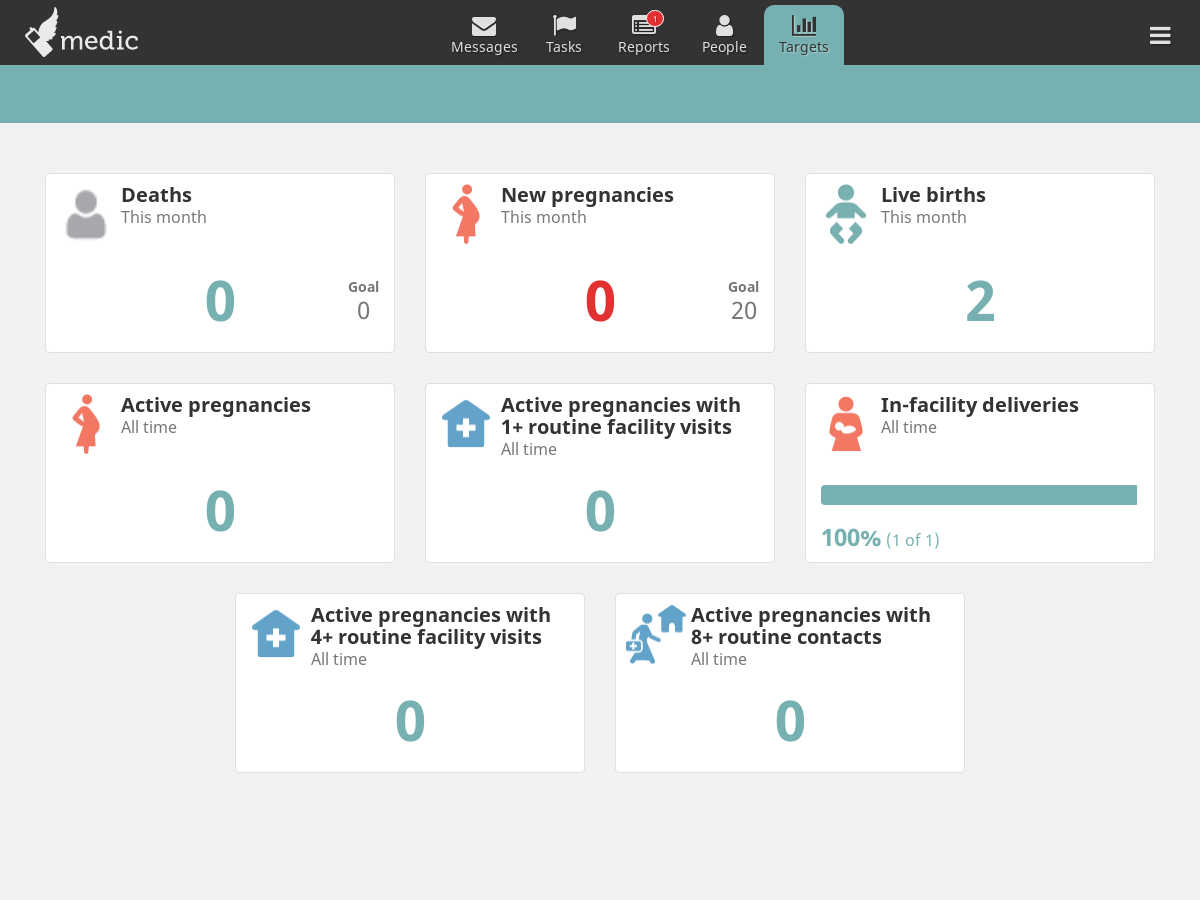 medic
Messages
Tasks
1
Reports
People
Targets
Deaths
This month
0
Goal
0
New pregnancies
This month
0
Goal
20
Live births
This month
2
Active pregnancies
All time
0
Active pregnancies with
1+ routine facility visits
All time
0
In-facility deliveries
All time
100% (1 of 1)
Active pregnancies with
4+ routine facility visits
All time
0
Active pregnancies with
8+ routine contacts
All time
0